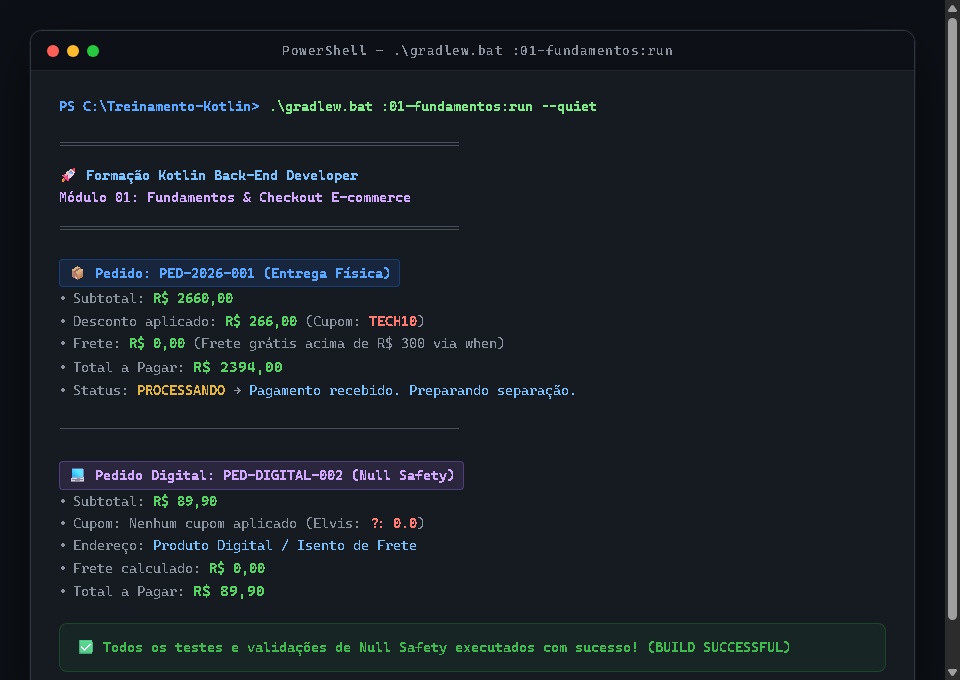 PowerShell — .\gradlew.bat :01-fundamentos:run
PS C:\Treinamento-Kotlin> .\gradlew.bat :01-fundamentos:run --quiet
🚀 Formação Kotlin Back-End Developer
Módulo 01: Fundamentos & Checkout E-commerce
📦 Pedido: PED-2026-001 (Entrega Física)
• Subtotal: R$ 2660,00
• Desconto aplicado: R$ 266,00 (Cupom: TECH10)
• Frete: R$ 0,00 (Frete grátis acima de R$ 300 via when)
• Total a Pagar: R$ 2394,00
• Status: PROCESSANDO → Pagamento recebido. Preparando separação.
💻 Pedido Digital: PED-DIGITAL-002 (Null Safety)
• Subtotal: R$ 89,90
• Cupom: Nenhum cupom aplicado (Elvis: ?: 0.0)
• Endereço: Produto Digital / Isento de Frete
• Frete calculado: R$ 0,00
• Total a Pagar: R$ 89,90
✅ Todos os testes e validações de Null Safety executados com sucesso! (BUILD SUCCESSFUL)